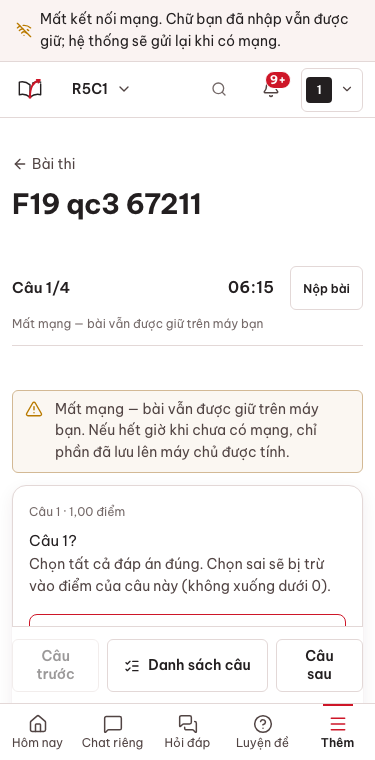 Mất kết nối mạng. Chữ bạn đã nhập vẫn được
giữ; hệ thống sẽ gửi lại khi có mạng.
R5C1
9+
1
← Bài thi
F19 qc3 67211
Câu 1/4
06:15
Nộp bài
Mất mạng — bài vẫn được giữ trên máy bạn
Mất mạng — bài vẫn được giữ trên máy
bạn. Nếu hết giờ khi chưa có mạng, chỉ
phần đã lưu lên máy chủ được tính.
Câu 1 · 1,00 điểm
Câu 1?
Chọn tất cả đáp án đúng. Chọn sai sẽ bị trừ
vào điểm của câu này (không xuống dưới 0).
Câu
trước
Danh sách câu
Câu
sau
Hôm nay
Chat riêng
Hỏi đáp
Luyện đề
Thêm